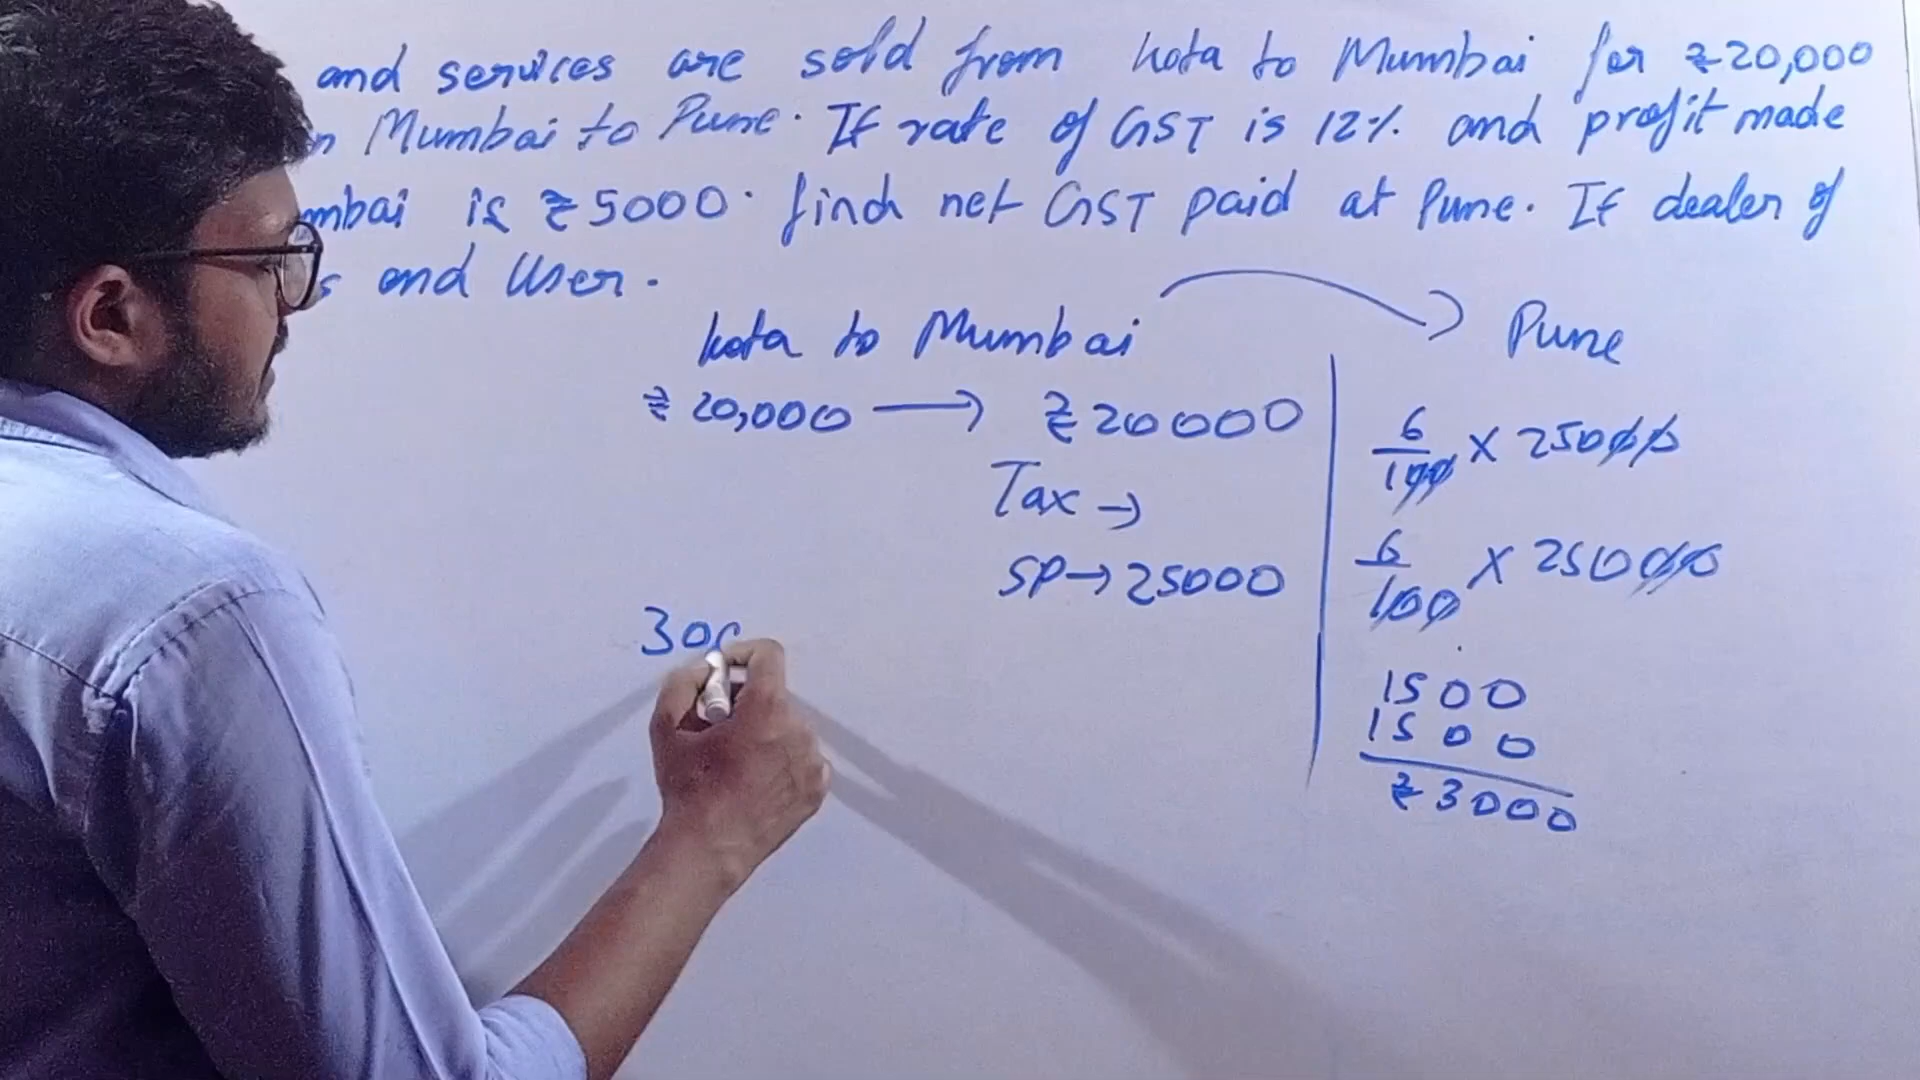 and services are sold from kota to Mumbai for ₹20,000
Mumbai to Pune. If rate of GST is 12% and profit made
mbai is ₹5000. find net GST paid at Pune. If dealer of
s and User.
kota to Mumbai
Pune
₹20,000 → ₹20000
Tax →
SP→25000
300
6/100 × 25000
6/100 × 25000
1500
1500
₹3000